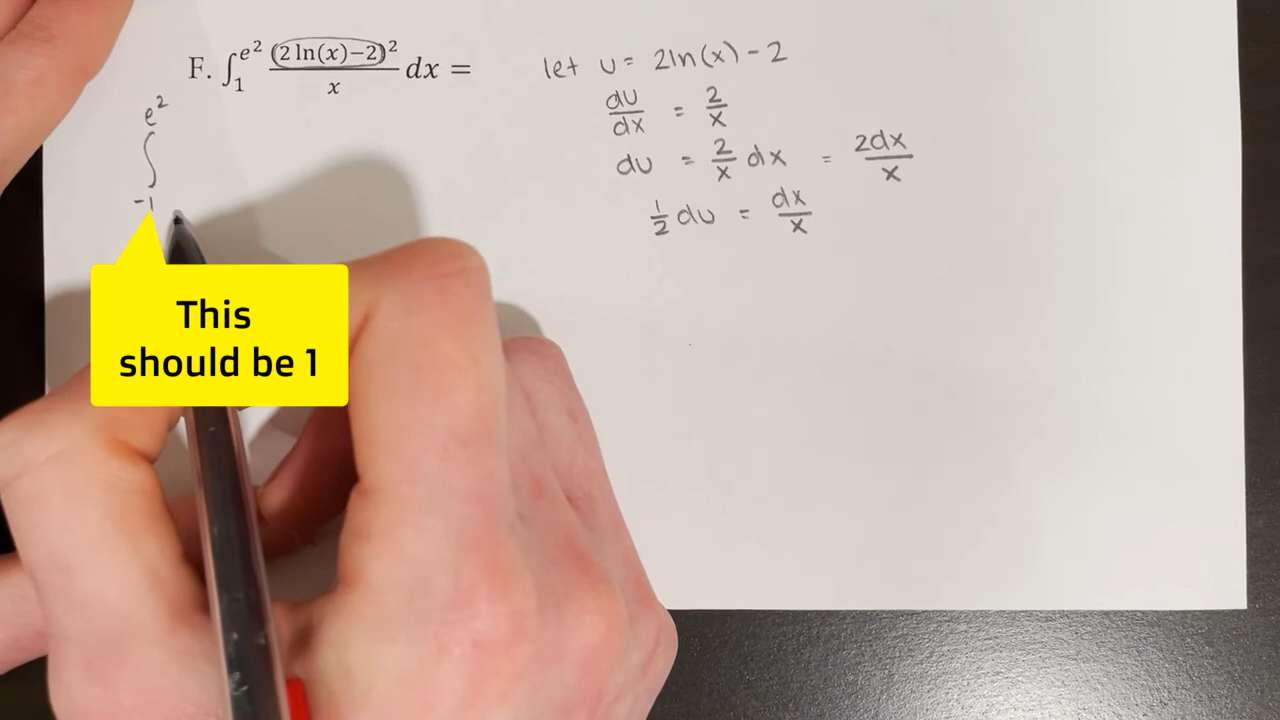 F. ∫₁^{e²} (2 ln(x)−2)² / x dx =
let u = 2ln(x) - 2
du/dx = 2/x
du = 2/x dx = 2dx/x
1/2 du = dx/x
e²
∫
-1
This
should be 1